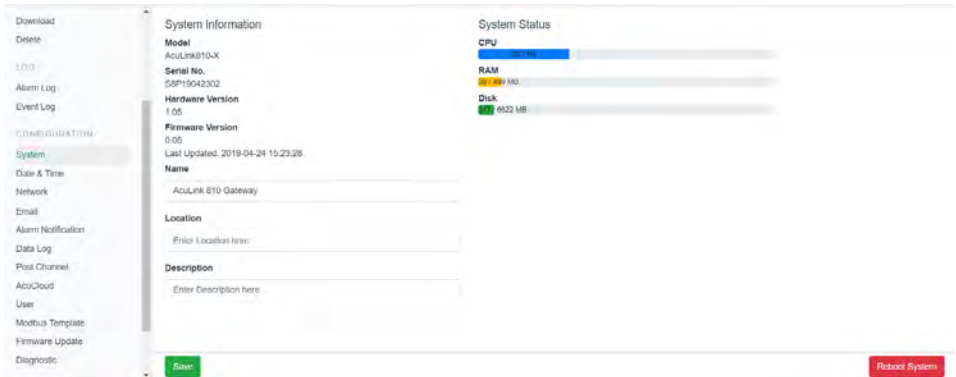 Download
Delete
LOG
Alarm Log
Event Log
CONFIGURATION
System
Date & Time
Network
Email
Alarm Notification
Data Log
Post Channel
AcuCloud
User
Modbus Template
Firmware Update
Diagnostic
System Information
Model
AcuLink810-X
Serial No.
S8P19042302
Hardware Version
1.05
Firmware Version
0.05
Last Updated. 2019-04-24 15:23:28
Name
AcuLink 810 Gateway
Location
Enter Location here
Description
Enter Description here
Save
System Status
CPU
RAM
/ 499 MB
Disk
6622 MB
Reboot System